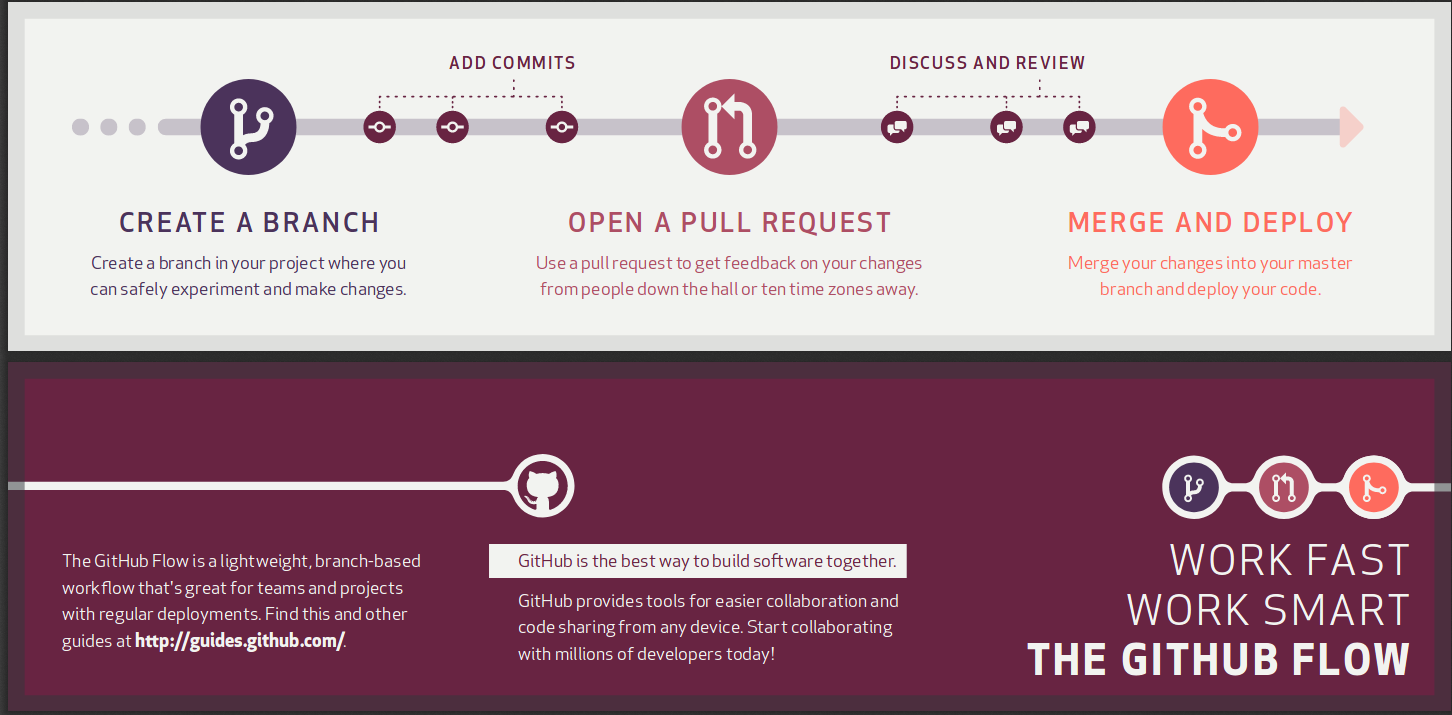 ADD COMMITS
DISCUSS AND REVIEW
CREATE A BRANCH
Create a branch in your project where you
can safely experiment and make changes.
OPEN A PULL REQUEST
Use a pull request to get feedback on your changes
from people down the hall or ten time zones away.
MERGE AND DEPLOY
Merge your changes into your master
branch and deploy your code.
The GitHub Flow is a lightweight, branch-based
workflow that's great for teams and projects
with regular deployments. Find this and other
guides at http://guides.github.com/.
GitHub is the best way to build software together.
GitHub provides tools for easier collaboration and
code sharing from any device. Start collaborating
with millions of developers today!
WORK FAST
WORK SMART
THE GITHUB FLOW